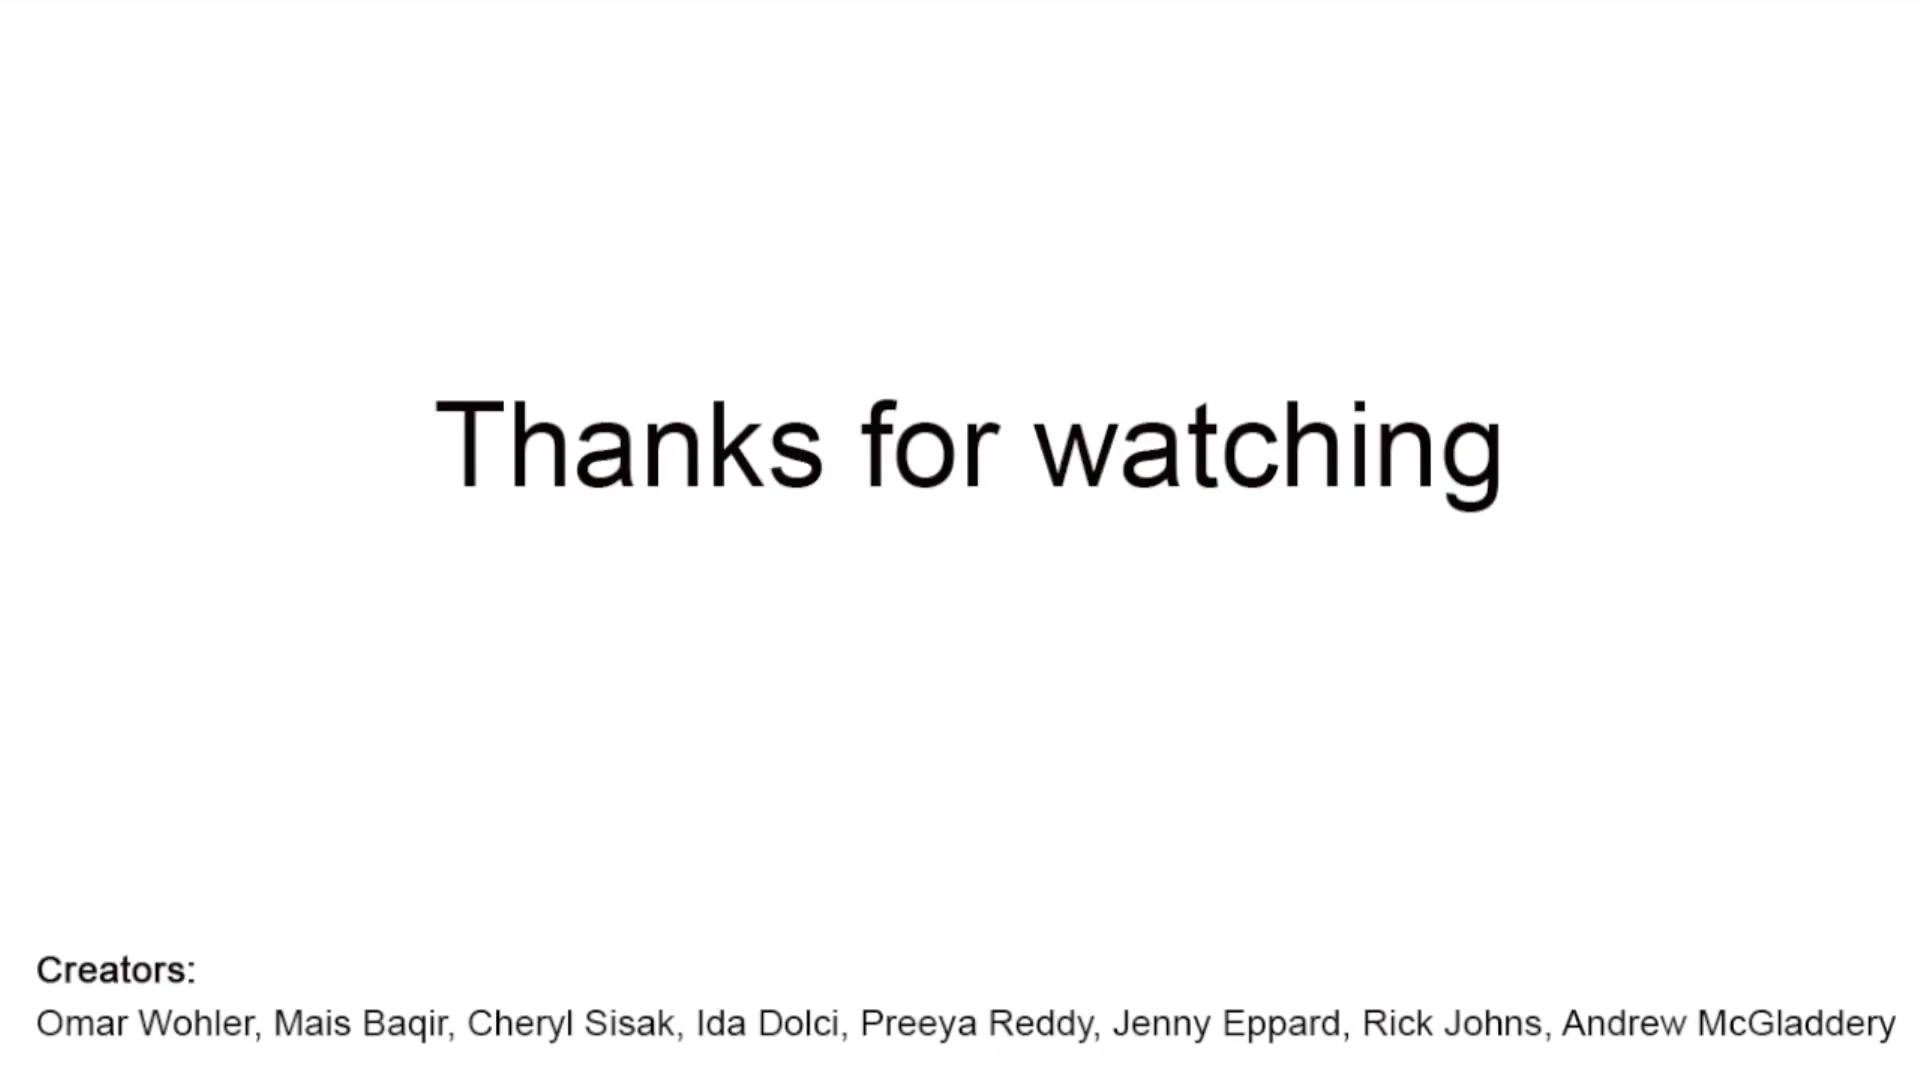 Thanks for watching
Creators:
Omar Wohler, Mais Baqir, Cheryl Sisak, Ida Dolci, Preeya Reddy, Jenny Eppard, Rick Johns, Andrew McGladdery